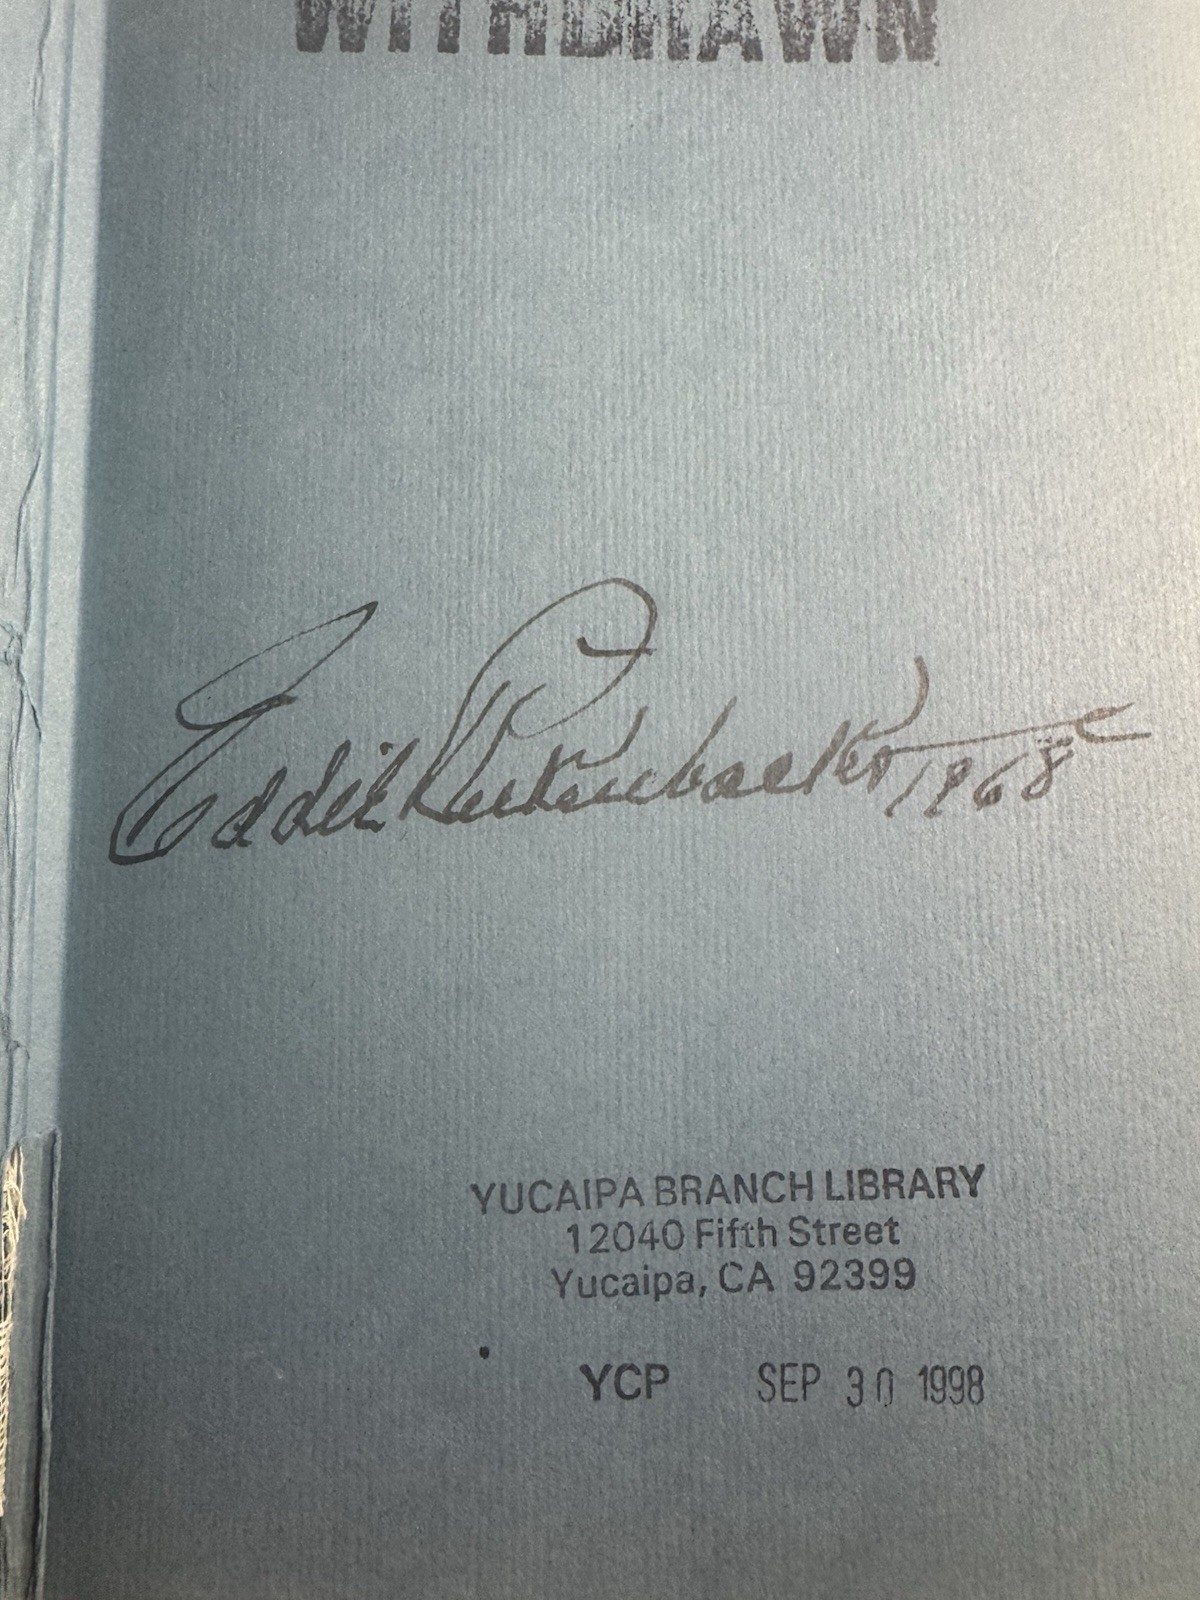 WITHDRAWN
Eddie Rickenbacker 1968
YUCAIPA BRANCH LIBRARY
12040 Fifth Street
Yucaipa, CA 92399
YCP SEP 30 1998